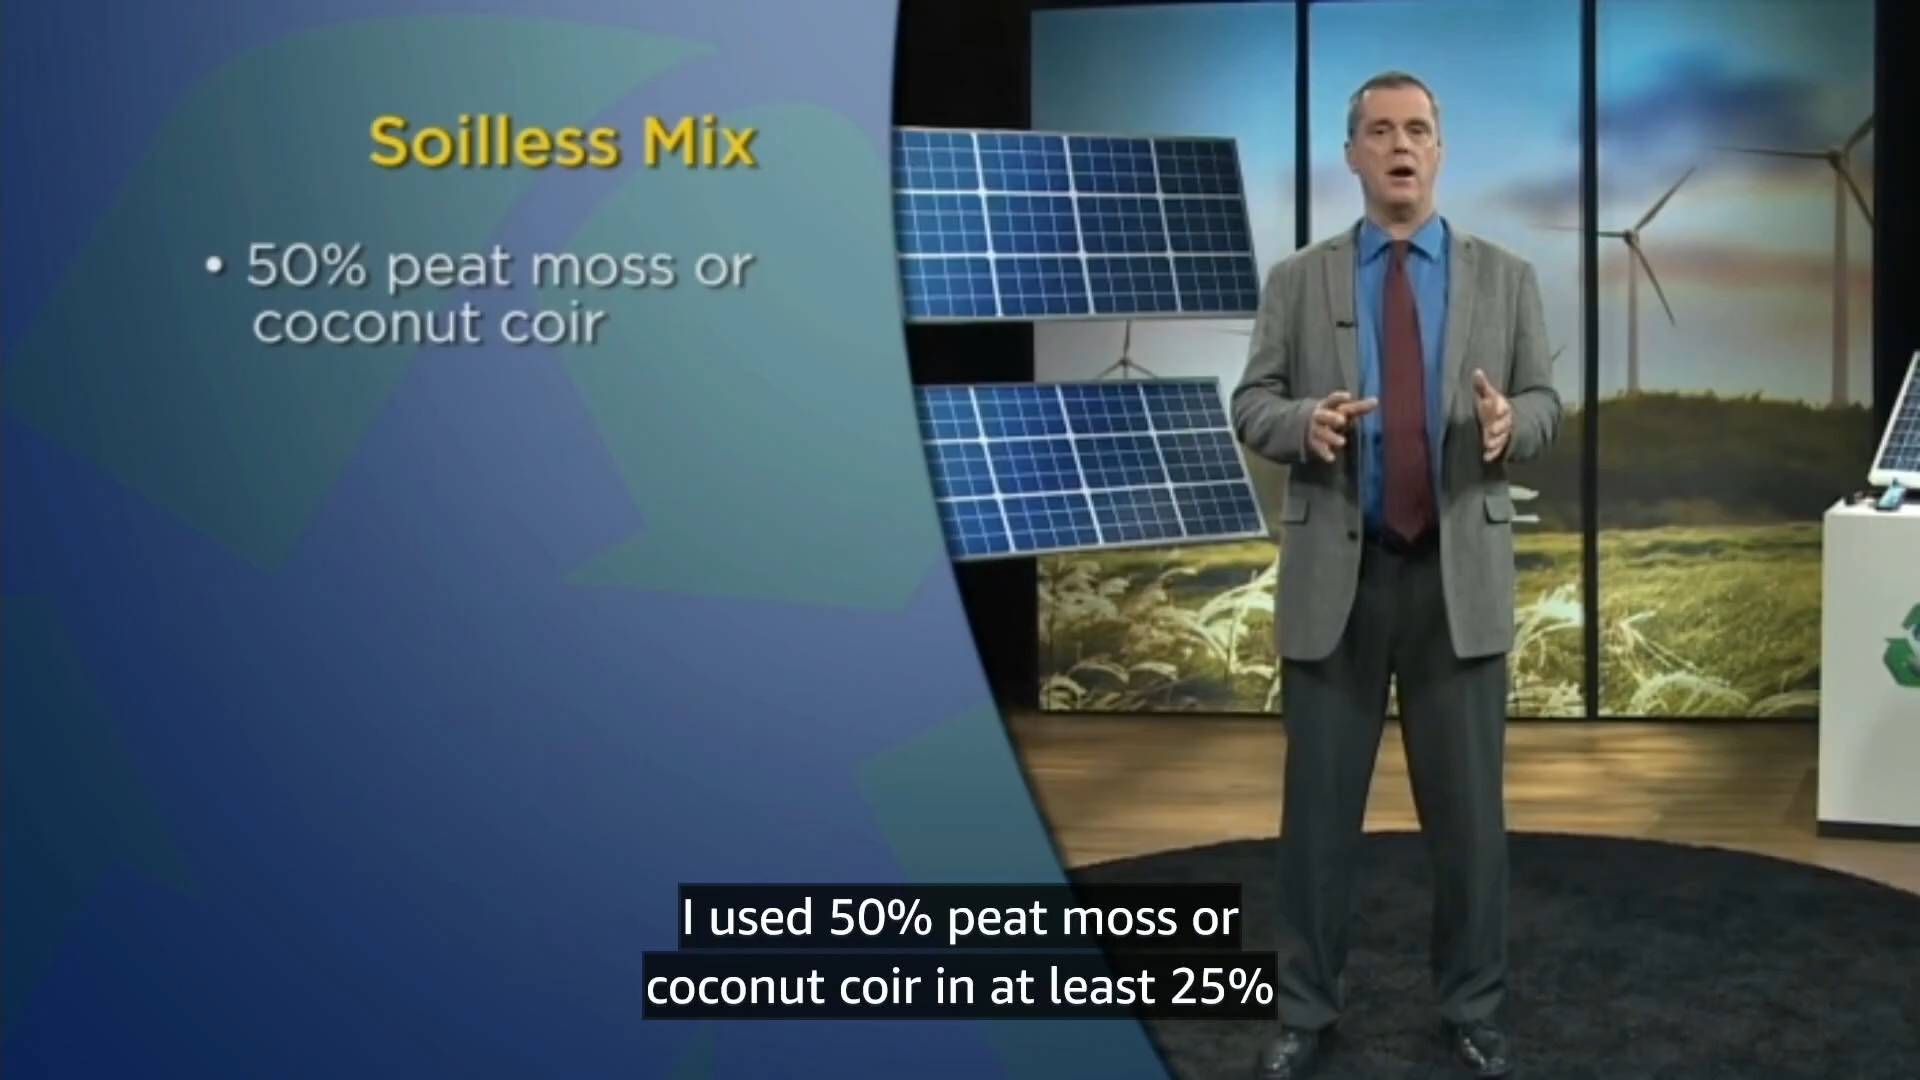 Soilless Mix
• 50% peat moss or
coconut coir
I used 50% peat moss or
coconut coir in at least 25%